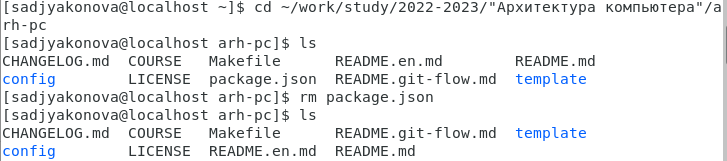 [sadjyakonova@localhost ~]$ cd ~/work/study/2022-2023/"Архитектура компьютера"/a
rh-pc
[sadjyakonova@localhost arh-pc]$ ls
CHANGELOG.md  COURSE   Makefile      README.en.md        README.md
config        LICENSE  package.json  README.git-flow.md  template
[sadjyakonova@localhost arh-pc]$ rm package.json
[sadjyakonova@localhost arh-pc]$ ls
CHANGELOG.md  COURSE   Makefile      README.git-flow.md  template
config        LICENSE  README.en.md  README.md